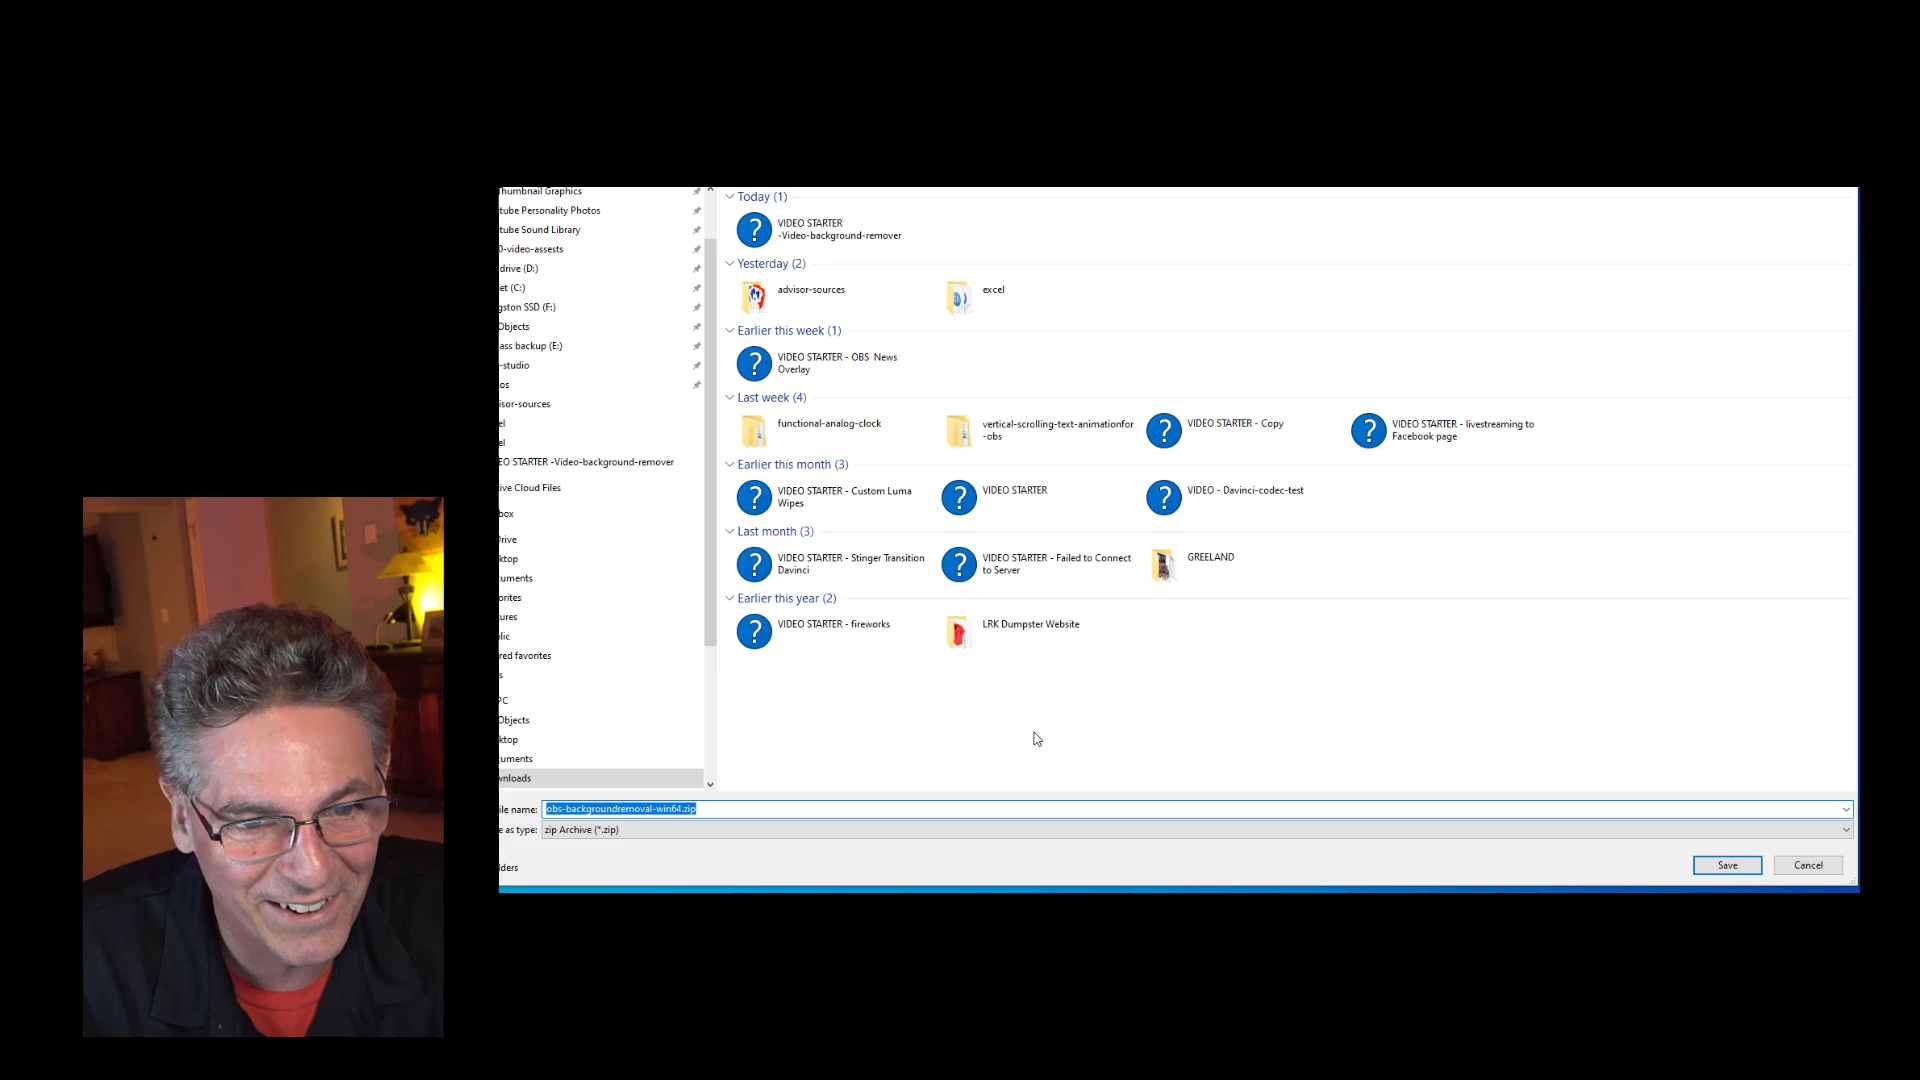 Thumbnail Graphics
tube Personality Photos
tube Sound Library
0-video-assests
drive (D:)
et (C:)
gston SSD (F:)
Objects
ass backup (E:)
-studio
os
isor-sources
el
el
EO STARTER -Video-background-remover
ive Cloud Files
box
Drive
ktop
uments
orites
ures
olic
red favorites
s
PC
Objects
ktop
cuments
wnloads
Today (1)
VIDEO STARTER
-Video-background-remover
Yesterday (2)
advisor-sources
excel
Earlier this week (1)
VIDEO STARTER - OBS News
Overlay
Last week (4)
functional-analog-clock
vertical-scrolling-text-animationfor
-obs
VIDEO STARTER - Copy
VIDEO STARTER - livestreaming to
Facebook page
Earlier this month (3)
VIDEO STARTER - Custom Luma
Wipes
VIDEO STARTER
VIDEO - Davinci-codec-test
Last month (3)
VIDEO STARTER - Stinger Transition
Davinci
VIDEO STARTER - Failed to Connect
to Server
GREELAND
Earlier this year (2)
VIDEO STARTER - fireworks
LRK Dumpster Website
ile name: obs-backgroundremoval-win64.zip
e as type: zip Archive (*.zip)
lders
Save
Cancel